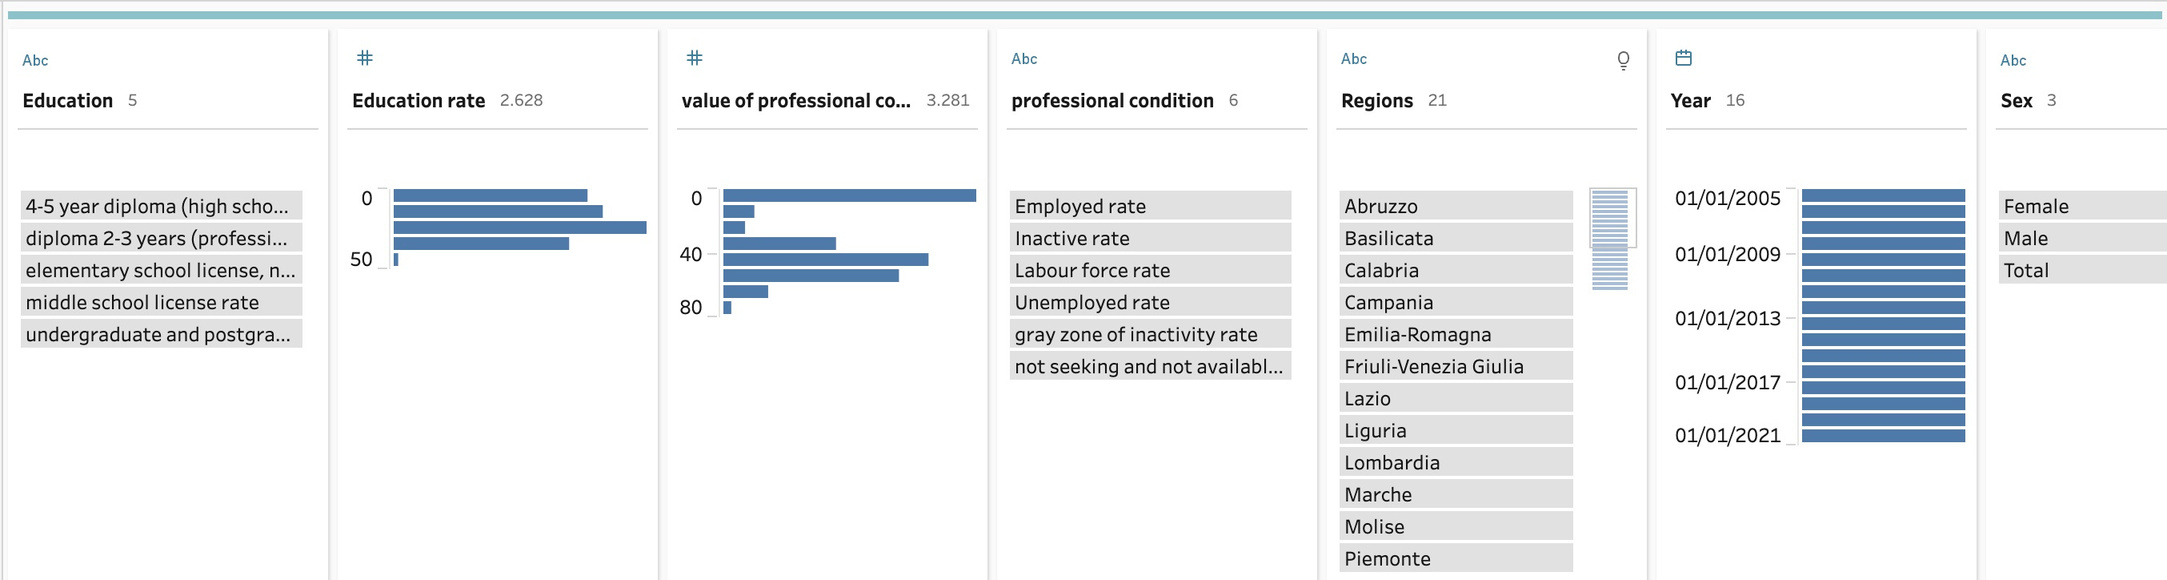 Abc
Education 5
4-5 year diploma (high scho...
diploma 2-3 years (professi...
elementary school license, n...
middle school license rate
undergraduate and postgra...
#
Education rate 2.628
0
50
#
value of professional co... 3.281
0
40
80
Abc
professional condition 6
Employed rate
Inactive rate
Labour force rate
Unemployed rate
gray zone of inactivity rate
not seeking and not availabl...
Abc
Regions 21
Abruzzo
Basilicata
Calabria
Campania
Emilia-Romagna
Friuli-Venezia Giulia
Lazio
Liguria
Lombardia
Marche
Molise
Piemonte
Year 16
01/01/2005
01/01/2009
01/01/2013
01/01/2017
01/01/2021
Abc
Sex 3
Female
Male
Total